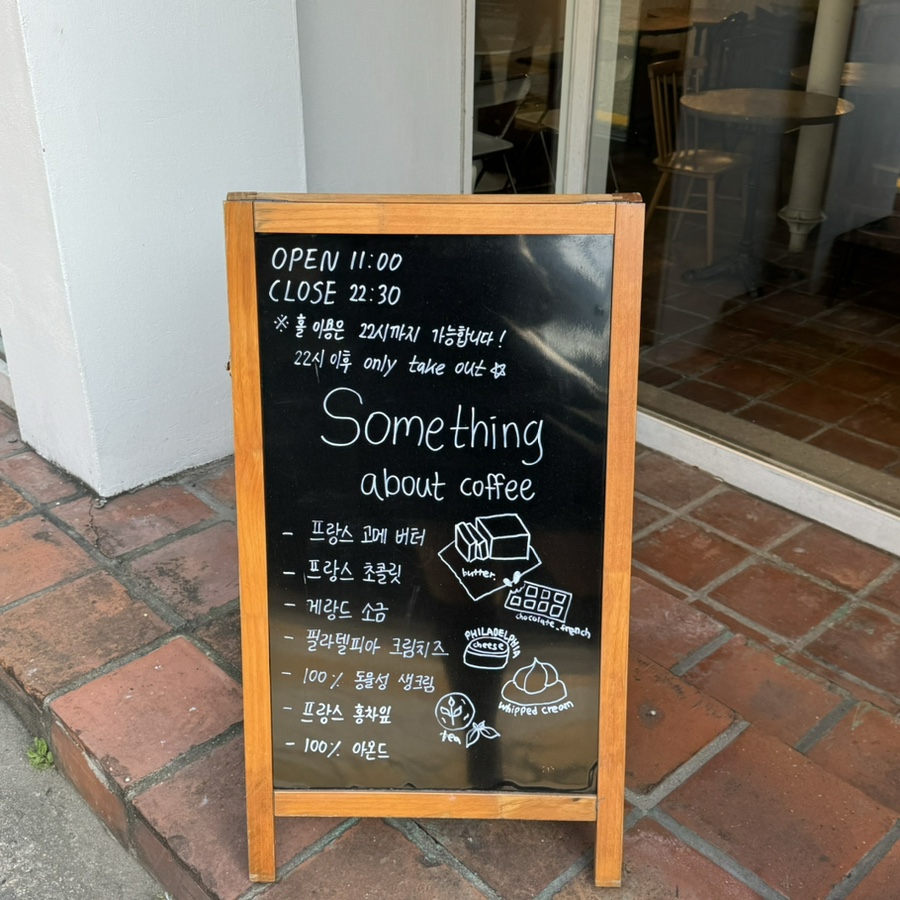 OPEN 11:00
CLOSE 22:30
※ 홀 이용은 22시까지 가능합니다!
22시 이후 only take out ☆
Something
about coffee
- 프랑스 고메 버터
- 프랑스 초콜릿
- 게랑드 소금
- 필라델피아 크림치즈
- 100% 동물성 생크림
- 프랑스 홍차잎
- 100% 아몬드
butter.
chocolate_french
PHILADELPHIA
cheese
whipped cream
tea